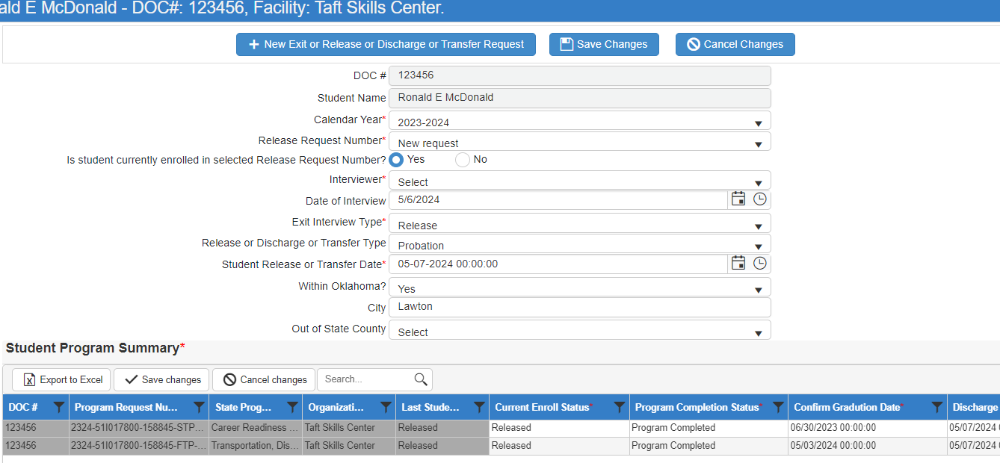 ald E McDonald - DOC#: 123456, Facility: Taft Skills Center.
New Exit or Release or Discharge or Transfer Request Save Changes Cancel Changes
DOC # 123456
Student Name Ronald E McDonald
Calendar Year* 2023-2024
Release Request Number* New request
Is student currently enrolled in selected Release Request Number? Yes No
Interviewer* Select
Date of Interview 5/6/2024
Exit Interview Type* Release
Release or Discharge or Transfer Type Probation
Student Release or Transfer Date* 05-07-2024 00:00:00
Within Oklahoma? Yes
City Lawton
Out of State County Select
Student Program Summary*
Export to Excel Save changes Cancel changes Search...
DOC # Program Request Nu... State Prog... Organizati... Last Stude... Current Enroll Status* Program Completion Status* Confirm Gradution Date* Discharge
123456 2324-51I017800-158845-STP... Career Readiness ... Taft Skills Center Released Released Program Completed 06/30/2023 00:00:00 05/07/2024
123456 2324-51I017800-158845-FTP-... Transportation, Dis... Taft Skills Center Released Released Program Completed 05/03/2024 00:00:00 05/07/2024